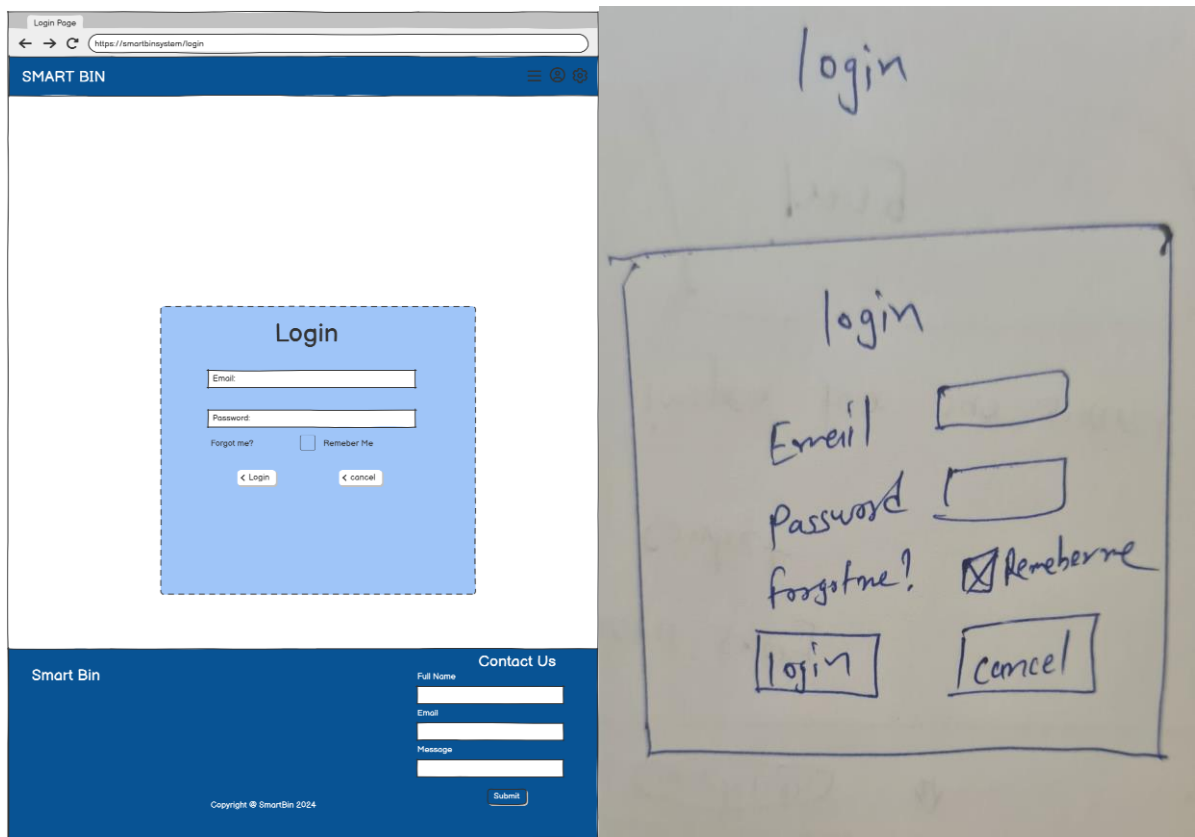 Login Page
https://smartbinsystem/login
SMART BIN
Login
Email:
Password:
Forgot me? Remeber Me
Login cancel
Smart Bin
Contact Us
Full Name
Email
Message
Submit
Copyright @ SmartBin 2024
login
login
Email
Password
forgotme? Remeberme
login cancel